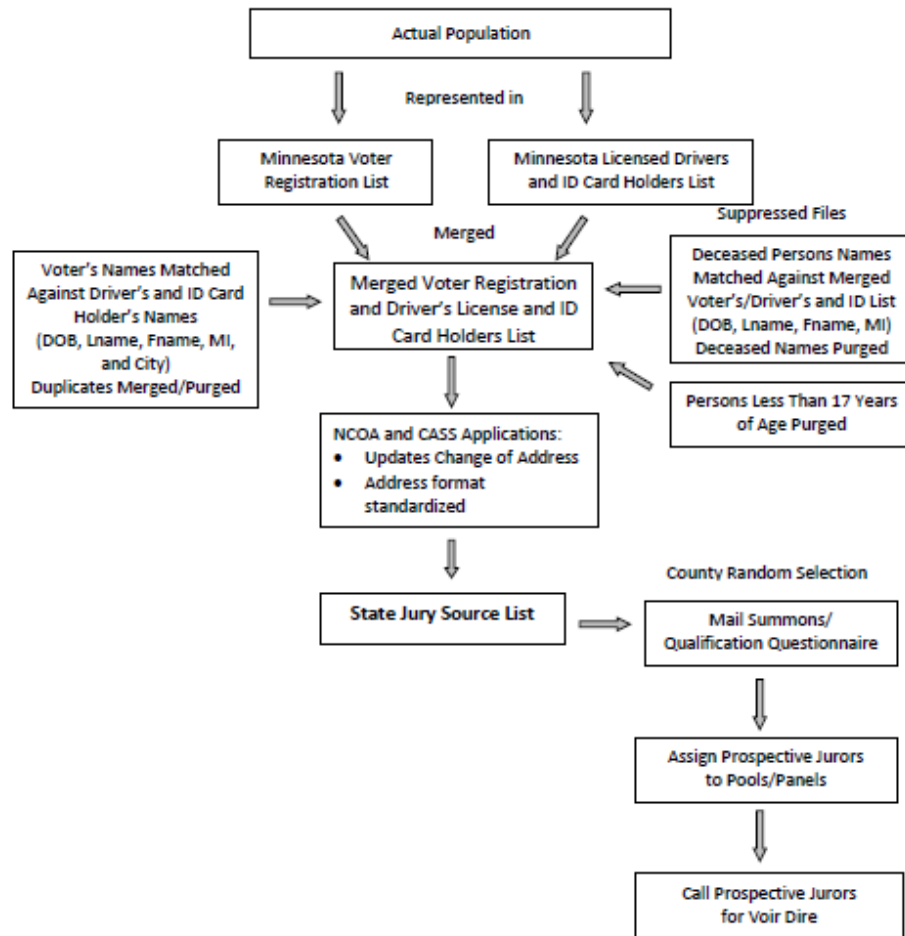 Actual Population
Represented in
Minnesota Voter
Registration List
Minnesota Licensed Drivers
and ID Card Holders List
Suppressed Files
Merged
Voter's Names Matched
Against Driver's and ID Card
Holder's Names
(DOB, Lname, Fname, MI,
and City)
Duplicates Merged/Purged
Merged Voter Registration
and Driver's License and ID
Card Holders List
Deceased Persons Names
Matched Against Merged
Voter's/Driver's and ID List
(DOB, Lname, Fname, MI)
Deceased Names Purged
Persons Less Than 17 Years
of Age Purged
NCOA and CASS Applications:
• Updates Change of Address
• Address format
standardized
County Random Selection
State Jury Source List
Mail Summons/
Qualification Questionnaire
Assign Prospective Jurors
to Pools/Panels
Call Prospective Jurors
for Voir Dire